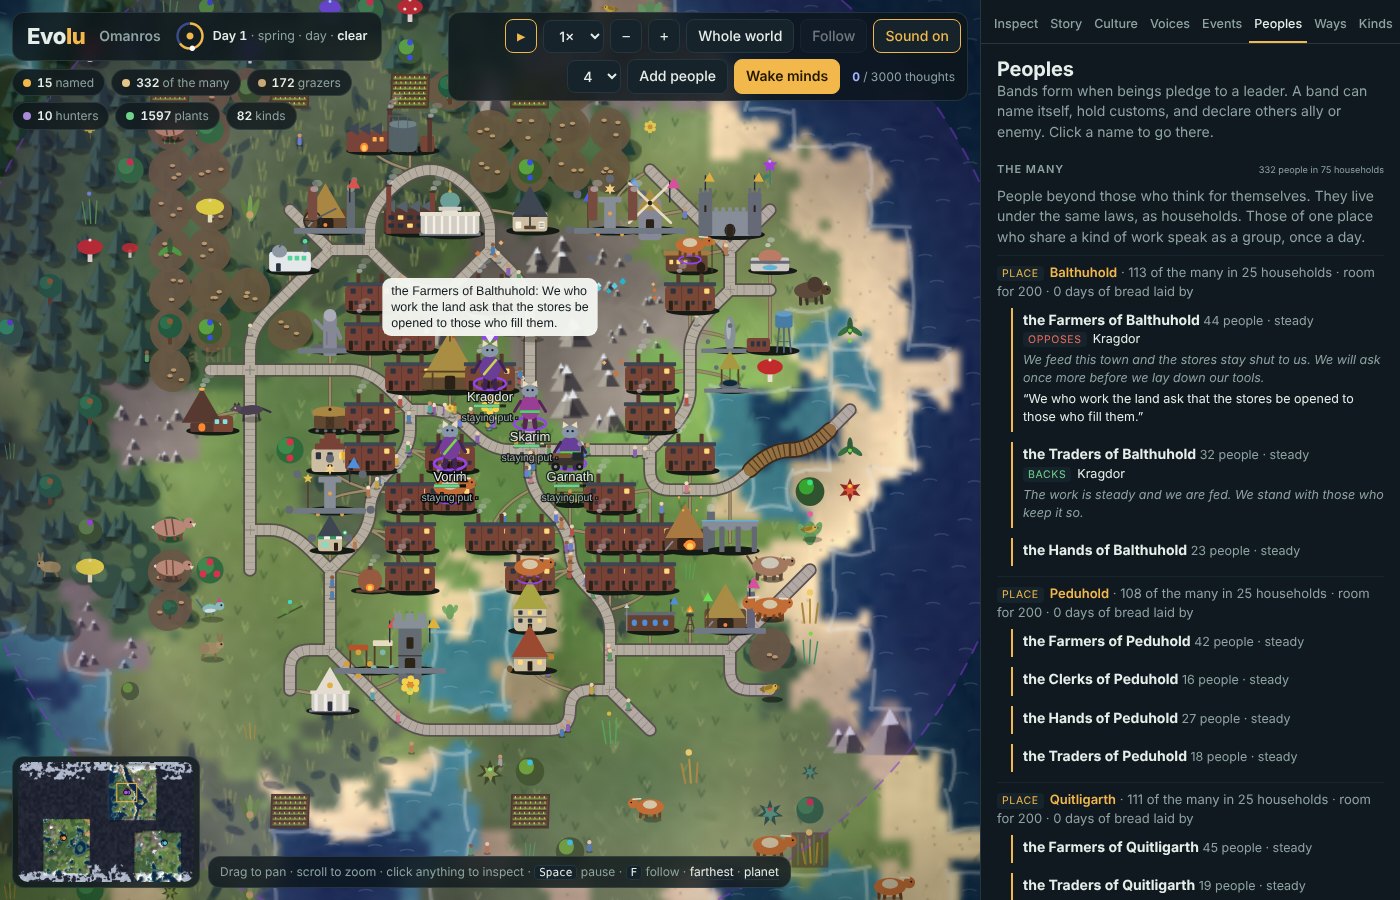 Evolu Omanros Day 1 · spring · day · clear
15 named 332 of the many 172 grazers
10 hunters 1597 plants 82 kinds
1× − + Whole world Follow Sound on
4 Add people Wake minds 0 / 3000 thoughts
the Farmers of Balthuhold: We who
work the land ask that the stores be
opened to those who fill them.
Kragdor
staying put ·
Skarim
staying put ·
Vorim
staying put ·
Garnath
staying put ·
Drag to pan · scroll to zoom · click anything to inspect · Space pause · F follow · farthest · planet
Inspect Story Culture Voices Events Peoples Ways Kinds
Peoples
Bands form when beings pledge to a leader. A band can
name itself, hold customs, and declare others ally or
enemy. Click a name to go there.
THE MANY 332 people in 75 households
People beyond those who think for themselves. They live
under the same laws, as households. Those of one place
who share a kind of work speak as a group, once a day.
PLACE Balthuhold · 113 of the many in 25 households · room
for 200 · 0 days of bread laid by
the Farmers of Balthuhold 44 people · steady
OPPOSES Kragdor
We feed this town and the stores stay shut to us. We will ask
once more before we lay down our tools.
“We who work the land ask that the stores be opened to
those who fill them.”
the Traders of Balthuhold 32 people · steady
BACKS Kragdor
The work is steady and we are fed. We stand with those who
keep it so.
the Hands of Balthuhold 23 people · steady
PLACE Peduhold · 108 of the many in 25 households · room
for 200 · 0 days of bread laid by
the Farmers of Peduhold 42 people · steady
the Clerks of Peduhold 16 people · steady
the Hands of Peduhold 27 people · steady
the Traders of Peduhold 18 people · steady
PLACE Quitligarth · 111 of the many in 25 households · room
for 200 · 0 days of bread laid by
the Farmers of Quitligarth 45 people · steady
the Traders of Quitligarth 19 people · steady